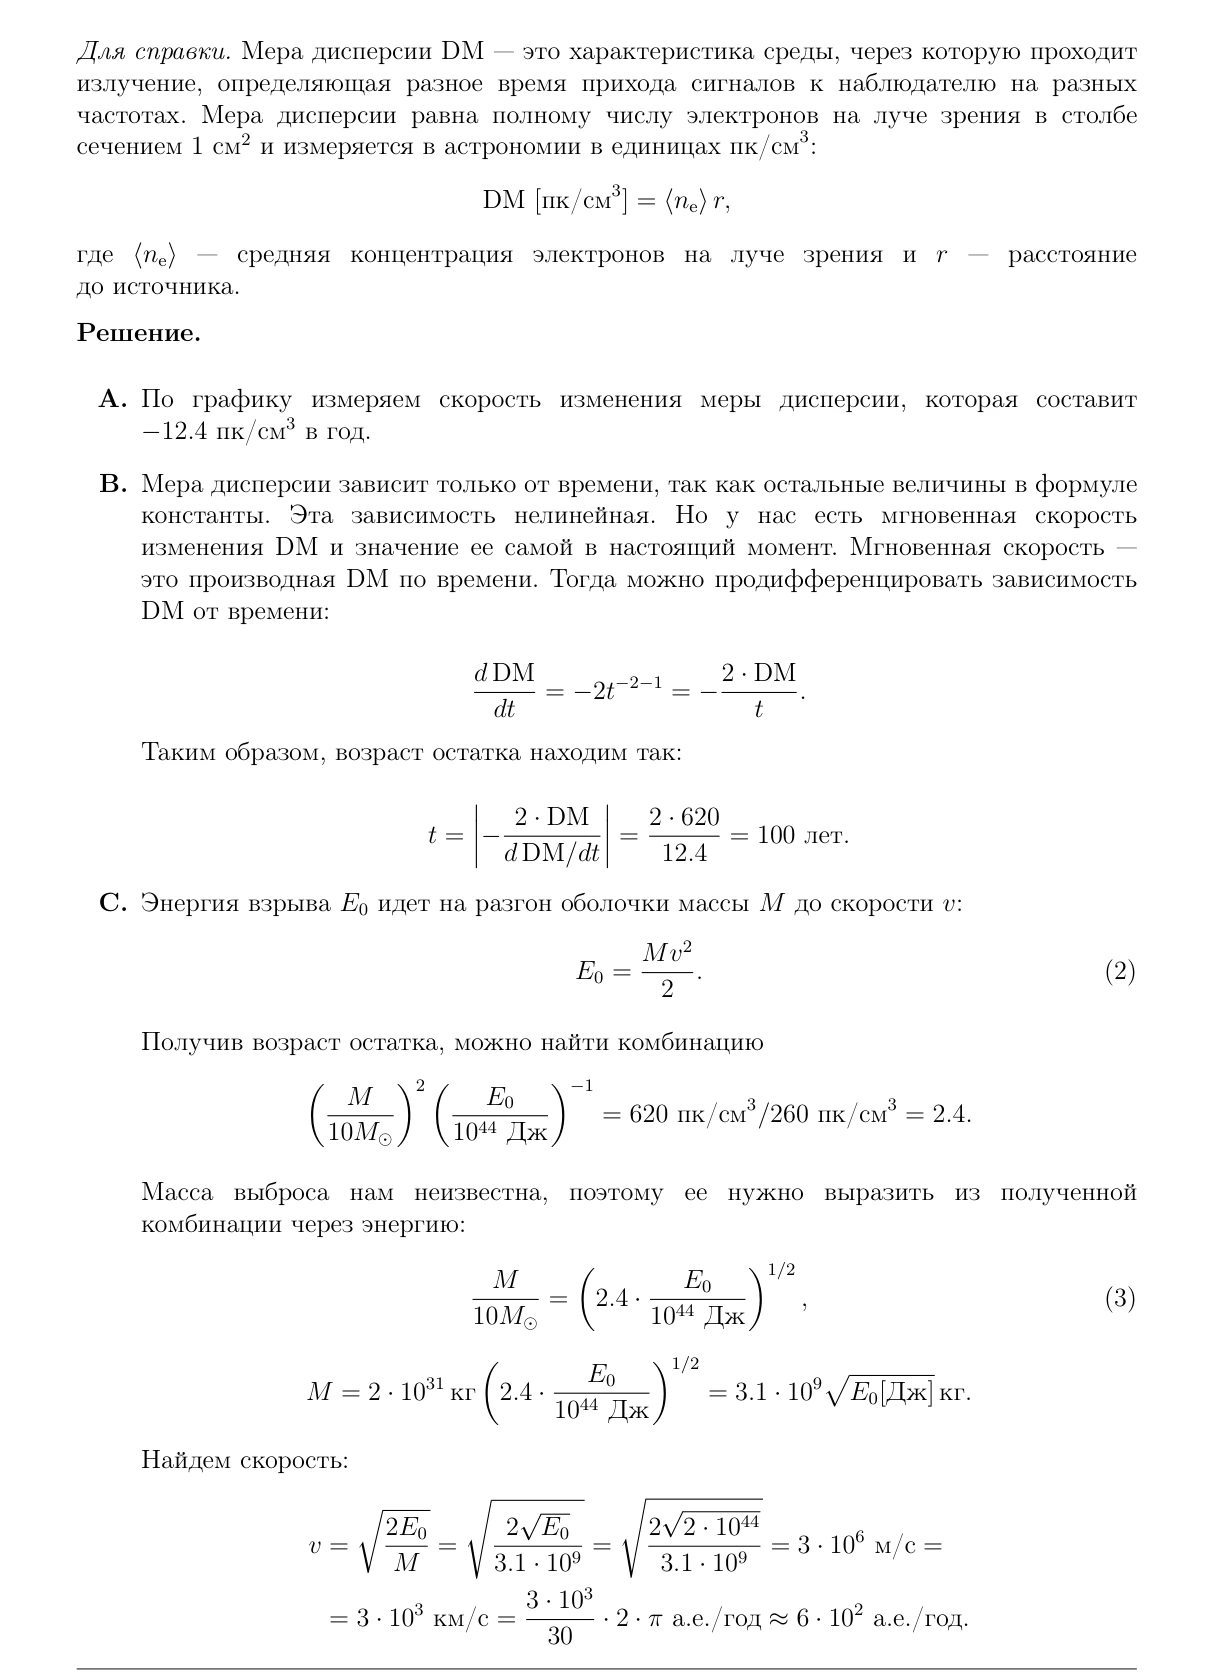 Для справки. Мера дисперсии DM — это характеристика среды, через которую проходит
излучение, определяющая разное время прихода сигналов к наблюдателю на разных
частотах. Мера дисперсии равна полному числу электронов на луче зрения в столбе
сечением 1 см² и измеряется в астрономии в единицах пк/см³:
DM [пк/см³] = ⟨nₑ⟩ r,
где ⟨nₑ⟩ — средняя концентрация электронов на луче зрения и r — расстояние
до источника.
Решение.
A. По графику измеряем скорость изменения меры дисперсии, которая составит
−12.4 пк/см³ в год.
B. Мера дисперсии зависит только от времени, так как остальные величины в формуле
константы. Эта зависимость нелинейная. Но у нас есть мгновенная скорость
изменения DM и значение ее самой в настоящий момент. Мгновенная скорость —
это производная DM по времени. Тогда можно продифференцировать зависимость
DM от времени:
d DM/dt = −2t^{−2−1} = −(2 · DM)/t.
Таким образом, возраст остатка находим так:
t = |−(2 · DM)/(d DM/dt)| = (2 · 620)/12.4 = 100 лет.
C. Энергия взрыва E₀ идет на разгон оболочки массы M до скорости v:
E₀ = Mv²/2. (2)
Получив возраст остатка, можно найти комбинацию
(M/10M☉)² (E₀/10⁴⁴ Дж)⁻¹ = 620 пк/см³/260 пк/см³ = 2.4.
Масса выброса нам неизвестна, поэтому ее нужно выразить из полученной
комбинации через энергию:
M/10M☉ = (2.4 · E₀/10⁴⁴ Дж)^{1/2}, (3)
M = 2 · 10³¹ кг (2.4 · E₀/10⁴⁴ Дж)^{1/2} = 3.1 · 10⁹√(E₀[Дж]) кг.
Найдем скорость:
v = √(2E₀/M) = √(2√E₀/(3.1 · 10⁹)) = √(2√(2 · 10⁴⁴)/(3.1 · 10⁹)) = 3 · 10⁶ м/с =
= 3 · 10³ км/с = (3 · 10³)/30 · 2 · π а.е./год ≈ 6 · 10² а.е./год.